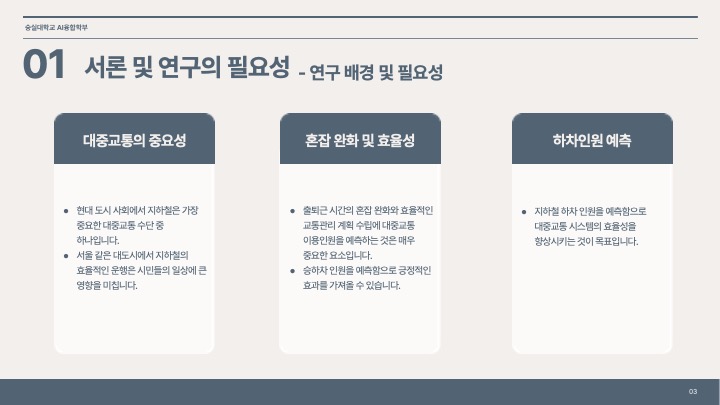 숭실대학교 AI융합학부
01 서론 및 연구의 필요성 - 연구 배경 및 필요성
대중교통의 중요성
• 현대 도시 사회에서 지하철은 가장
중요한 대중교통 수단 중
하나입니다.
• 서울 같은 대도시에서 지하철의
효율적인 운행은 시민들의 일상에 큰
영향을 미칩니다.
혼잡 완화 및 효율성
• 출퇴근 시간의 혼잡 완화와 효율적인
교통관리 계획 수립에 대중교통
이용인원을 예측하는 것은 매우
중요한 요소입니다.
• 승하차 인원을 예측함으로 긍정적인
효과를 가져올 수 있습니다.
하차인원 예측
• 지하철 하차 인원을 예측함으로
대중교통 시스템의 효율성을
향상시키는 것이 목표입니다.
03